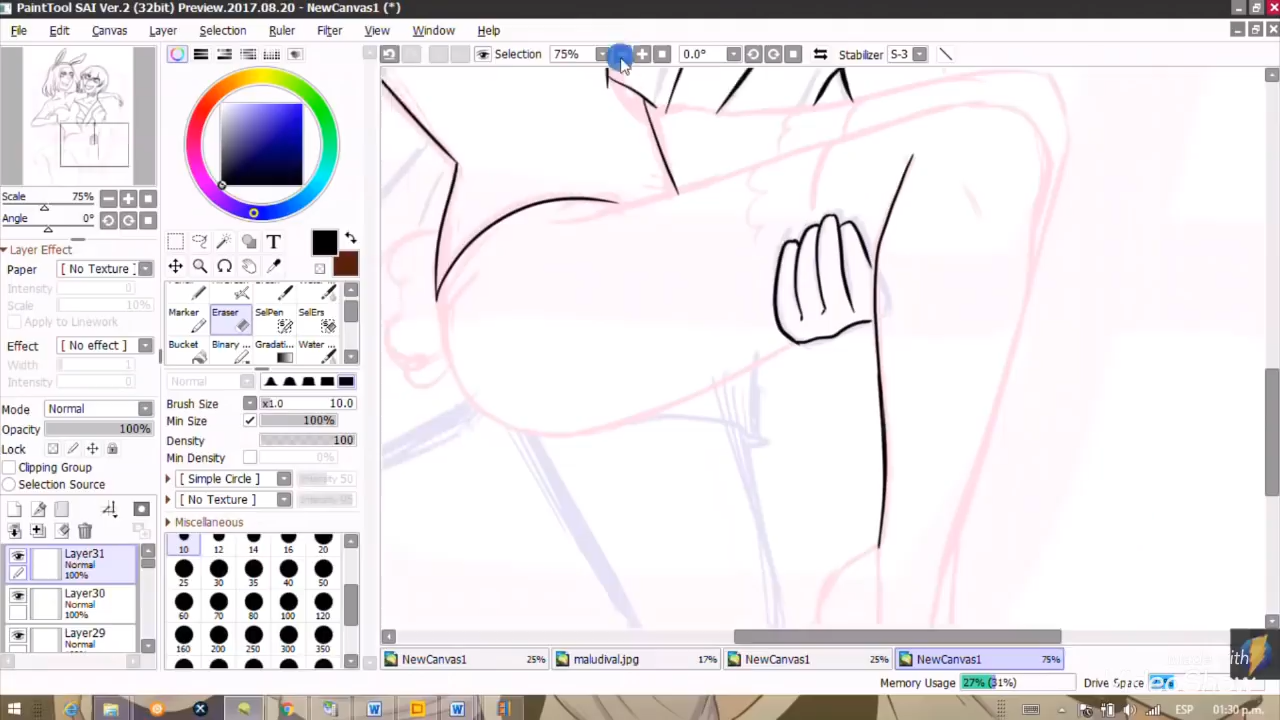 PaintTool SAI Ver.2 (32bit) Preview.2017.08.20 - NewCanvas1 (*)
File Edit Canvas Layer Selection Ruler Filter View Window Help
Selection 75% 0.0° Stabilizer S-3
Scale 75%
Angle 0°
Layer Effect
Paper [ No Texture ]
Intensity 0
Scale 10%
Apply to Linework
Effect [ No effect ]
Width 1
Intensity 0
Mode Normal
Opacity 100%
Lock
Clipping Group
Selection Source
Layer31
Normal
100%
Layer30
Normal
100%
Layer29
T
Marker Eraser SelPen SelErs
Bucket Binary ... Gradati... Water ...
Normal
Brush Size x1.0 10.0
Min Size 100%
Density 100
Min Density 0%
[ Simple Circle ] Intensity 50
[ No Texture ]
Miscellaneous
10 12 14 16 20
25 30 35 40 50
60 70 80 100 120
160 200 250 300 350
NewCanvas1 25% maludival.jpg 17% NewCanvas1 25% NewCanvas1 75%
Memory Usage 27% (31%) Drive Space
ESP 01:30 p.m.